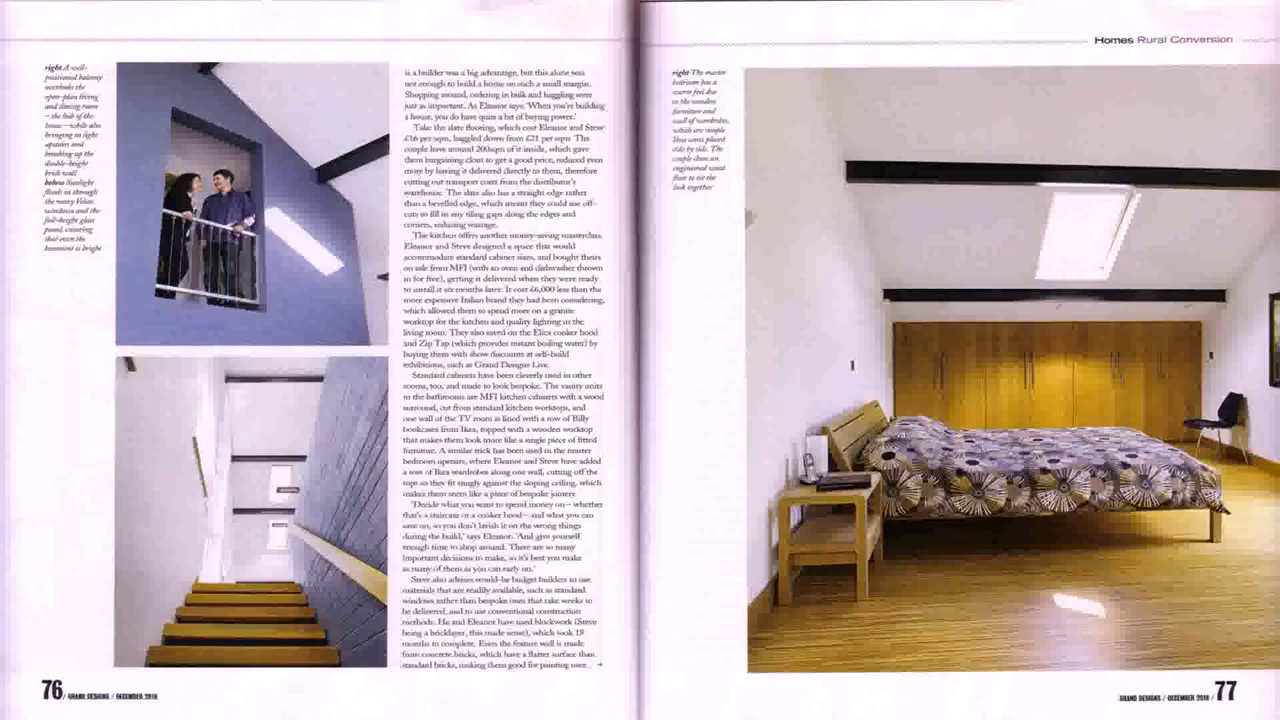 Homes Rural Conversion
right A well-
positioned balcony
overlooks the
open-plan living
and dining room
– the hub of the
house – while also
bringing in light
upstairs and
breaking up the
double-height
brick wall
below Sunlight
floods in through
the many Velux
windows and the
full-height glass
panel, ensuring
that even the
basement is bright
is a builder was a big advantage, but this alone was
not enough to build a home on such a small margin.
Shopping around, ordering in bulk and haggling were
just as important. As Eleanor says: 'When you're building
a house, you do have quite a bit of buying power.'
Take the slate flooring, which cost Eleanor and Steve
£16 per sqm, haggled down from £21 per sqm. The
couple have around 200sqm of it inside, which gave
them bargaining clout to get a good price, reduced even
more by having it delivered directly to them, therefore
cutting out transport costs from the distributor's
warehouse. The slate also has a straight edge rather
than a bevelled edge, which meant they could use off-
cuts to fill in any tiling gaps along the edges and
corners, reducing wastage.
The kitchen offers another money-saving masterclass.
Eleanor and Steve designed a space that would
accommodate standard cabinet sizes, and bought theirs
on sale from MFI (with an oven and dishwasher thrown
in for free), getting it delivered when they were ready
to install it six months later. It cost £6,000 less than the
more expensive Italian brand they had been considering,
which allowed them to spend more on a granite
worktop for the kitchen and quality lighting in the
living room. They also saved on the Elica cooker hood
and Zip Tap (which provides instant boiling water) by
buying them with show discounts at self-build
exhibitions, such as Grand Designs Live.
Standard cabinets have been cleverly used in other
rooms, too, and made to look bespoke. The vanity units
in the bathrooms are MFI kitchen cabinets with a wood
surround, cut from standard kitchen worktops, and
one wall of the TV room is lined with a row of Billy
bookcases from Ikea, topped with a wooden worktop
that makes them look more like a single piece of fitted
furniture. A similar trick has been used in the master
bedroom upstairs, where Eleanor and Steve have added
a row of Ikea wardrobes along one wall, cutting off the
tops so they fit snugly against the sloping ceiling, which
makes them seem like a piece of bespoke joinery.
'Decide what you want to spend money on – whether
that's a staircase or a cooker hood – and what you can
save on, so you don't lavish it on the wrong things
during the build,' says Eleanor. 'And give yourself
enough time to shop around. There are so many
important decisions to make, so it's best you make
as many of them as you can early on.'
Steve also advises would-be budget builders to use
materials that are readily available, such as standard
windows rather than bespoke ones that take weeks to
be delivered, and to use conventional construction
methods. He and Eleanor have used blockwork (Steve
being a bricklayer, this made sense), which took 18
months to complete. Even the feature wall is made
from concrete bricks, which have a flatter surface than
standard bricks, making them good for painting over. →
right The master
bedroom has a
warm feel due
to the wooden
furniture and
wall of wardrobes,
which are simple
Ikea units placed
side by side. The
couple chose an
engineered wood
floor to tie the
look together
76 / GRAND DESIGNS / DECEMBER 2010
GRAND DESIGNS / DECEMBER 2010 / 77